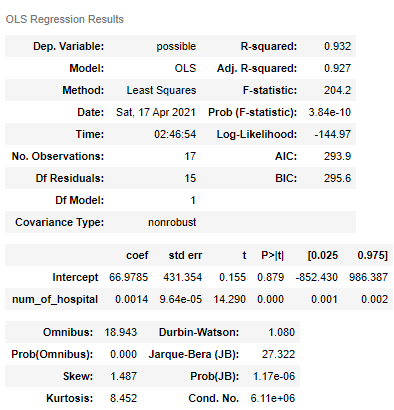 OLS Regression Results
Dep. Variable: possible R-squared: 0.932
Model: OLS Adj. R-squared: 0.927
Method: Least Squares F-statistic: 204.2
Date: Sat, 17 Apr 2021 Prob (F-statistic): 3.84e-10
Time: 02:46:54 Log-Likelihood: -144.97
No. Observations: 17 AIC: 293.9
Df Residuals: 15 BIC: 295.6
Df Model: 1
Covariance Type: nonrobust
coef std err t P>|t| [0.025 0.975]
Intercept 66.9785 431.354 0.155 0.879 -852.430 986.387
num_of_hospital 0.0014 9.64e-05 14.290 0.000 0.001 0.002
Omnibus: 18.943 Durbin-Watson: 1.080
Prob(Omnibus): 0.000 Jarque-Bera (JB): 27.322
Skew: 1.487 Prob(JB): 1.17e-06
Kurtosis: 8.452 Cond. No. 6.11e+06